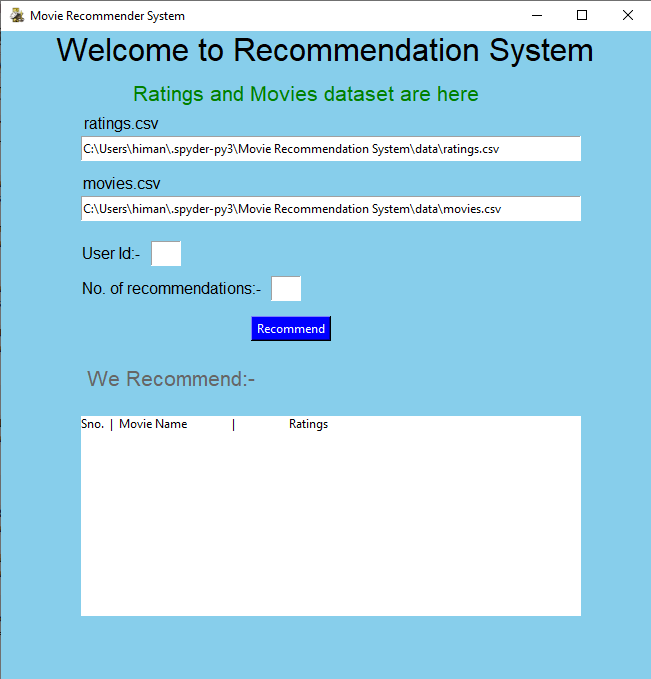 Movie Recommender System
Welcome to Recommendation System
Ratings and Movies dataset are here
ratings.csv
C:\Users\himan\.spyder-py3\Movie Recommendation System\data\ratings.csv
movies.csv
C:\Users\himan\.spyder-py3\Movie Recommendation System\data\movies.csv
User Id:-
No. of recommendations:-
Recommend
We Recommend:-
Sno. | Movie Name | Ratings